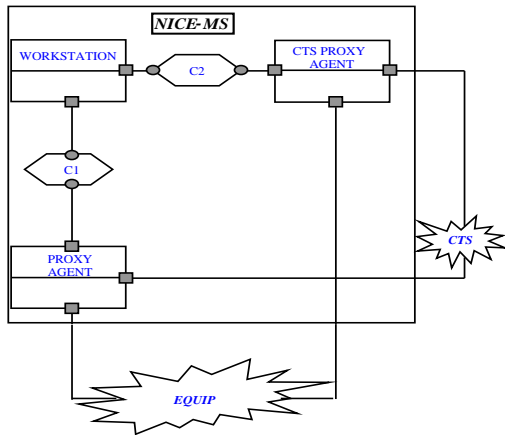 NICE-MS
WORKSTATION
C2
CTS PROXY
AGENT
C1
CTS
PROXY
AGENT
EQUIP